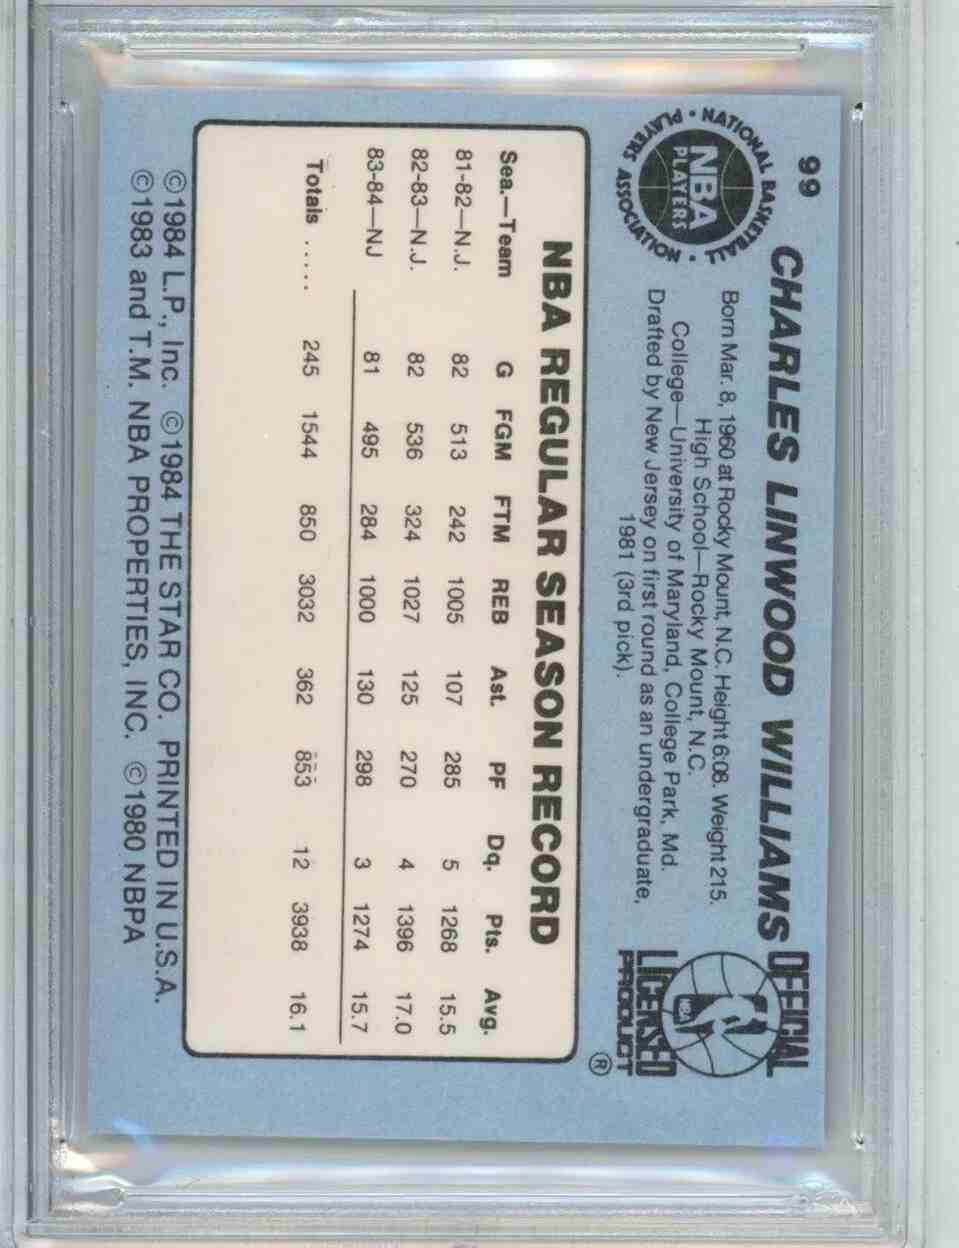 99
CHARLES LINWOOD WILLIAMS
NATIONAL BASKETBALL PLAYERS ASSOCIATION
NBA
PLAYERS
Born Mar. 8, 1960 at Rocky Mount, N.C. Height 6:08. Weight 215.
High School—Rocky Mount, N.C.
College—University of Maryland, College Park, Md.
Drafted by New Jersey on first round as an undergraduate,
1981 (3rd pick).
OFFICIAL
NBA
LICENSED
PRODUCT
®
NBA REGULAR SEASON RECORD
Sea.—Team G FGM FTM REB Ast. PF Dq. Pts. Avg.
81-82—N.J. 82 513 242 1005 107 285 5 1268 15.5
82-83—N.J. 82 536 324 1027 125 270 4 1396 17.0
83-84—NJ 81 495 284 1000 130 298 3 1274 15.7
Totals ..... 245 1544 850 3032 362 853 12 3938 16.1
©1984 L.P., Inc. ©1984 THE STAR CO. PRINTED IN U.S.A.
©1983 and T.M. NBA PROPERTIES, INC. ©1980 NBPA